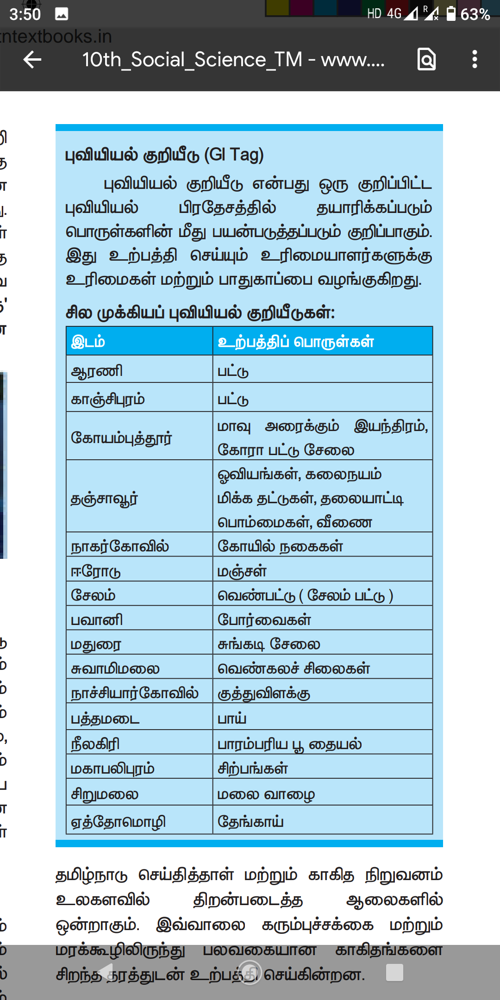 3:50 HD 4G R 63%
tntextbooks.in
10th_Social_Science_TM - www....
புவியியல் குறியீடு (GI Tag)
புவியியல் குறியீடு என்பது ஒரு குறிப்பிட்ட
புவியியல் பிரதேசத்தில் தயாரிக்கப்படும்
பொருள்களின் மீது பயன்படுத்தப்படும் குறிப்பாகும்.
இது உற்பத்தி செய்யும் உரிமையாளர்களுக்கு
உரிமைகள் மற்றும் பாதுகாப்பை வழங்குகிறது.
சில முக்கியப் புவியியல் குறியீடுகள்:
இடம் உற்பத்திப் பொருள்கள்
ஆரணி பட்டு
காஞ்சிபுரம் பட்டு
கோயம்புத்தூர் மாவு அரைக்கும் இயந்திரம்,
கோரா பட்டு சேலை
தஞ்சாவூர் ஓவியங்கள், கலைநயம்
மிக்க தட்டுகள், தலையாட்டி
பொம்மைகள், வீணை
நாகர்கோவில் கோயில் நகைகள்
ஈரோடு மஞ்சள்
சேலம் வெண்பட்டு ( சேலம் பட்டு )
பவானி போர்வைகள்
மதுரை சுங்கடி சேலை
சுவாமிமலை வெண்கலச் சிலைகள்
நாச்சியார்கோவில் குத்துவிளக்கு
பத்தமடை பாய்
நீலகிரி பாரம்பரிய பூ தையல்
மகாபலிபுரம் சிற்பங்கள்
சிறுமலை மலை வாழை
ஏத்தோமொழி தேங்காய்
தமிழ்நாடு செய்தித்தாள் மற்றும் காகித நிறுவனம்
உலகளவில் திறன்படைத்த ஆலைகளில்
ஒன்றாகும். இவ்வாலை கரும்புச்சக்கை மற்றும்
மரக்கூழிலிருந்து பலவகையான காகிதங்களை
சிறந்த தரத்துடன் உற்பத்தி செய்கின்றன.